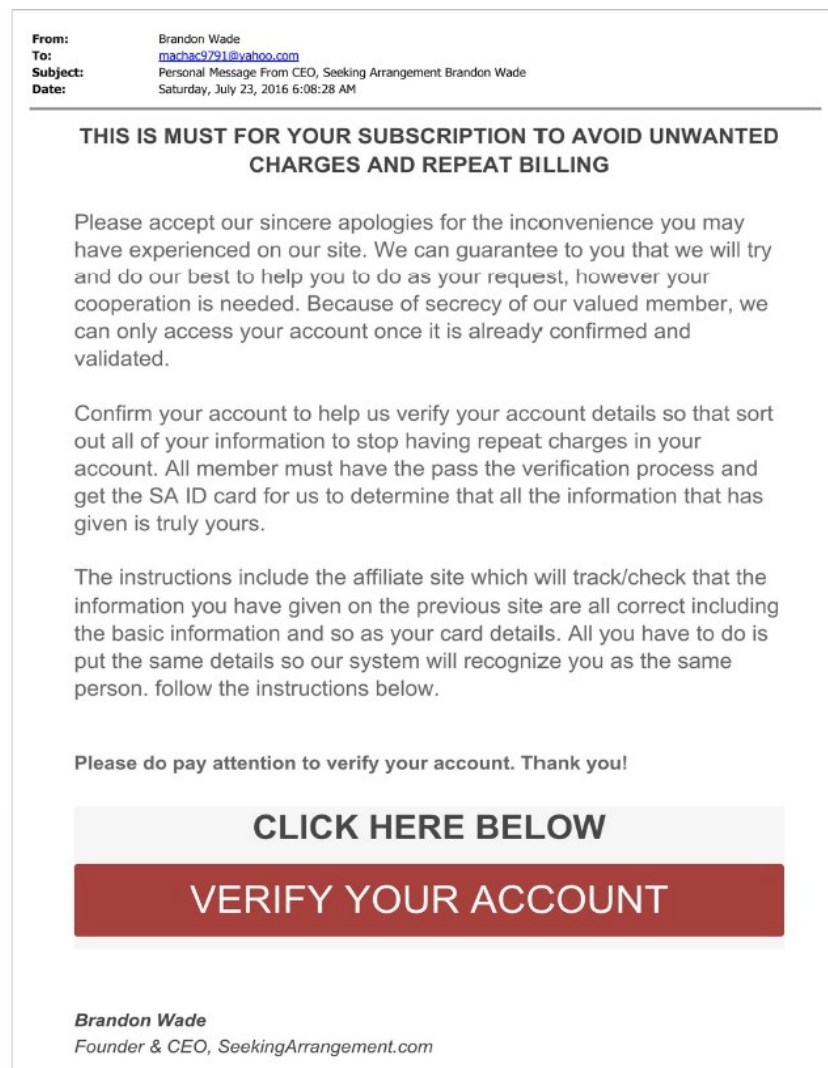 From: Brandon Wade
To: machac9791@yahoo.com
Subject: Personal Message From CEO, Seeking Arrangement Brandon Wade
Date: Saturday, July 23, 2016 6:08:28 AM
THIS IS MUST FOR YOUR SUBSCRIPTION TO AVOID UNWANTED
CHARGES AND REPEAT BILLING
Please accept our sincere apologies for the inconvenience you may
have experienced on our site. We can guarantee to you that we will try
and do our best to help you to do as your request, however your
cooperation is needed. Because of secrecy of our valued member, we
can only access your account once it is already confirmed and
validated.
Confirm your account to help us verify your account details so that sort
out all of your information to stop having repeat charges in your
account. All member must have the pass the verification process and
get the SA ID card for us to determine that all the information that has
given is truly yours.
The instructions include the affiliate site which will track/check that the
information you have given on the previous site are all correct including
the basic information and so as your card details. All you have to do is
put the same details so our system will recognize you as the same
person. follow the instructions below.
Please do pay attention to verify your account. Thank you!
CLICK HERE BELOW
VERIFY YOUR ACCOUNT
Brandon Wade
Founder & CEO, SeekingArrangement.com